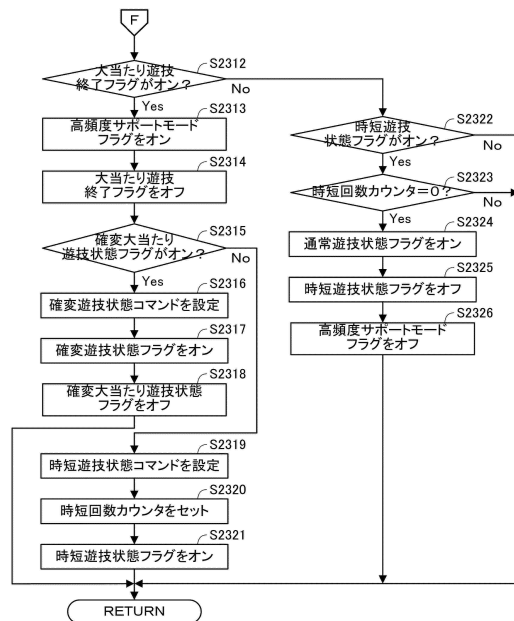 F
S2312
大当たり遊技
終了フラグがオン？
No
Yes
S2313
高頻度サポートモード
フラグをオン
S2314
大当たり遊技
終了フラグをオフ
S2315
確変大当たり
遊技状態フラグがオン？
No
Yes
S2316
確変遊技状態コマンドを設定
S2317
確変遊技状態フラグをオン
S2318
確変大当たり遊技状態
フラグをオフ
S2319
時短遊技状態コマンドを設定
S2320
時短回数カウンタをセット
S2321
時短遊技状態フラグをオン
S2322
時短遊技
状態フラグがオン？
No
Yes
S2323
時短回数カウンタ=0？
No
Yes
S2324
通常遊技状態フラグをオン
S2325
時短遊技状態フラグをオフ
S2326
高頻度サポートモード
フラグをオフ
RETURN